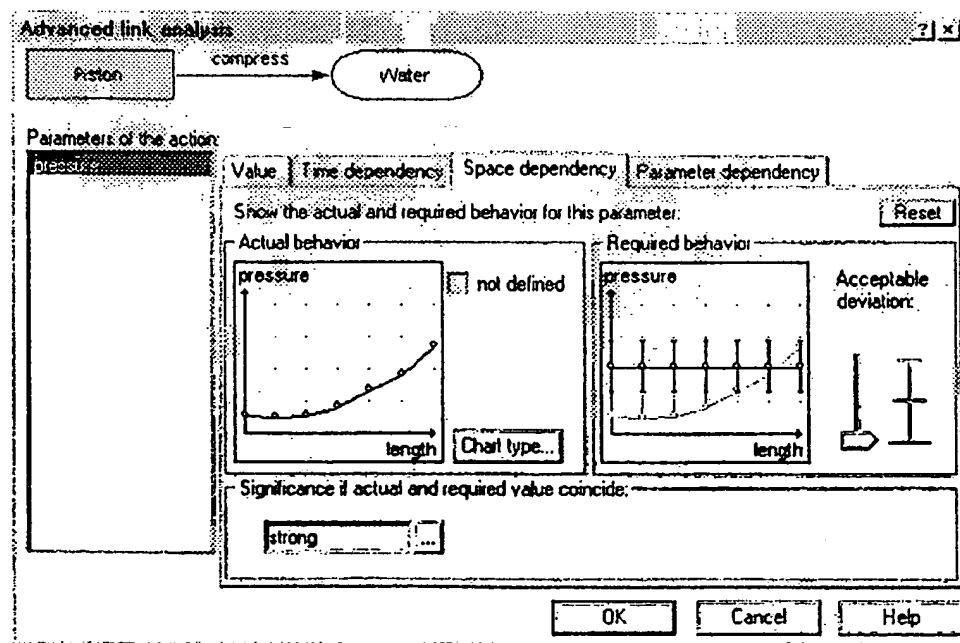 Advanced link analysis ? ×
Piston compress Water
Parameters of the action:
Value Time dependency Space dependency Parameter dependency
Show the actual and required behavior for this parameter: Reset
Actual behavior
pressure
not defined
length
Chart type...
Required behavior
pressure
length
Acceptable
deviation:
Significance if actual and required value coincide:
strong ...
OK Cancel Help